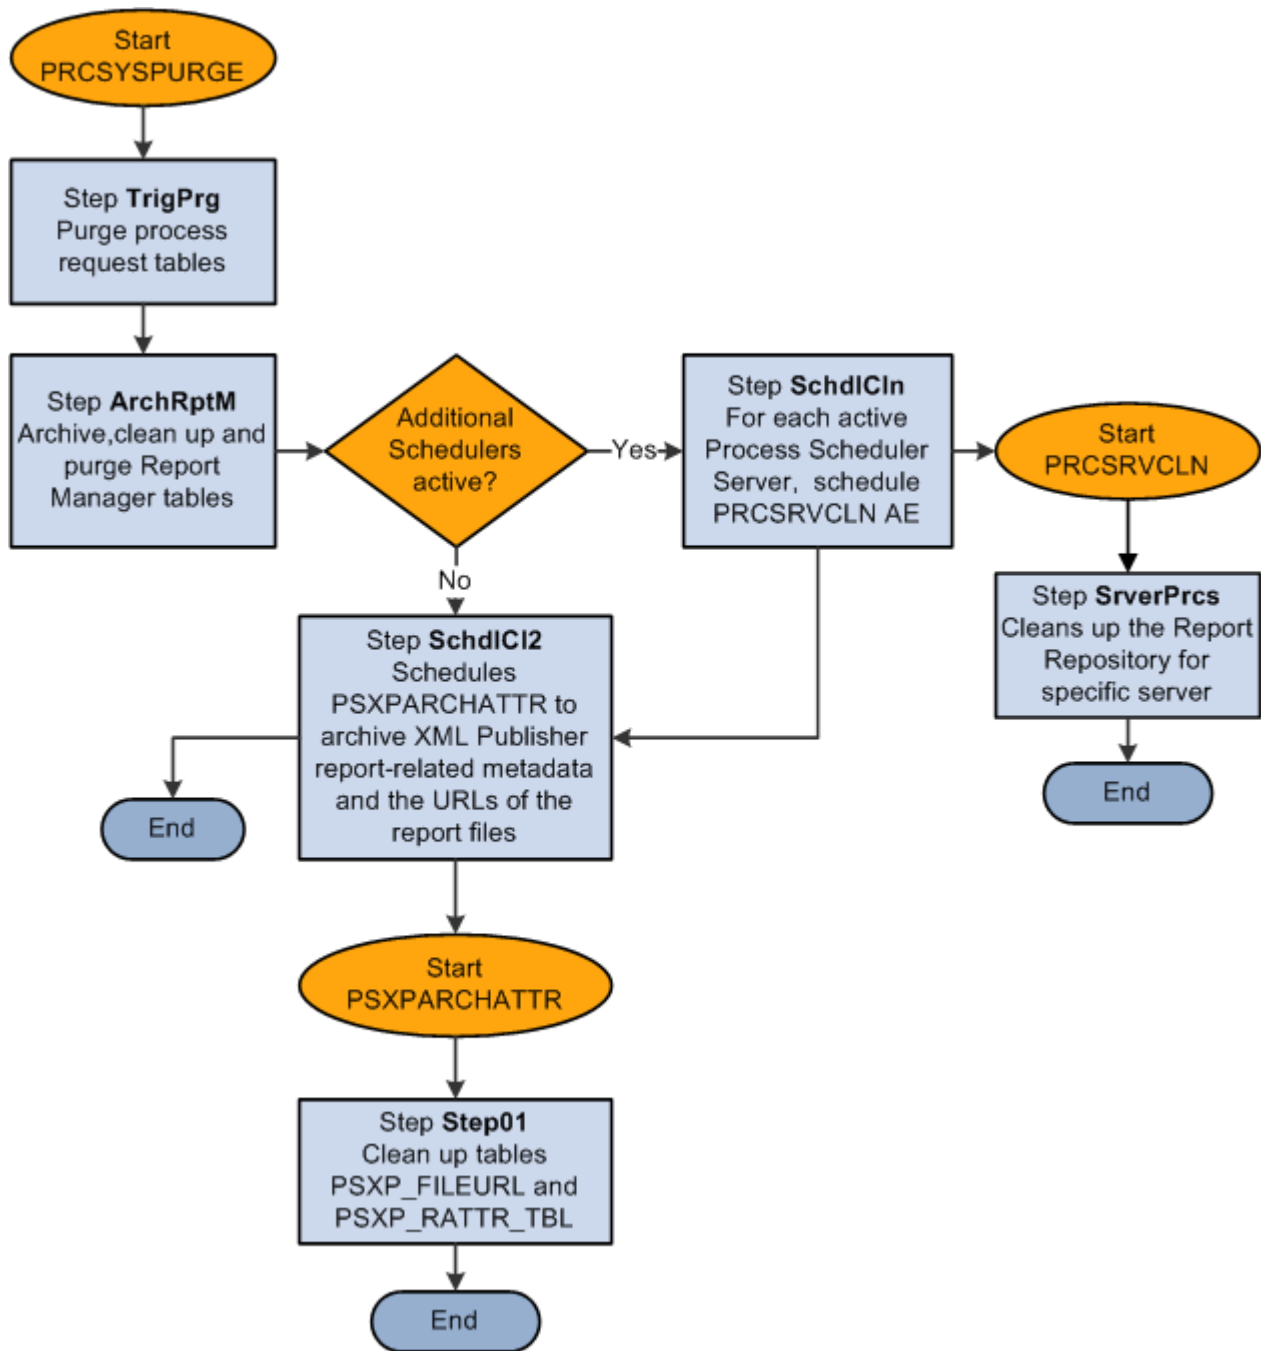 Start
PRCSYSPURGE
Step TrigPrg
Purge process
request tables
Step ArchRptM
Archive,clean up and
purge Report
Manager tables
Additional
Schedulers
active?
Yes
No
Step SchdlCln
For each active
Process Scheduler
Server, schedule
PRCSRVCLN AE
Start
PRCSRVCLN
Step SrverPrcs
Cleans up the Report
Repository for
specific server
End
Step SchdlCl2
Schedules
PSXPARCHATTR to
archive XML Publisher
report-related metadata
and the URLs of the
report files
End
Start
PSXPARCHATTR
Step Step01
Clean up tables
PSXP_FILEURL and
PSXP_RATTR_TBL
End